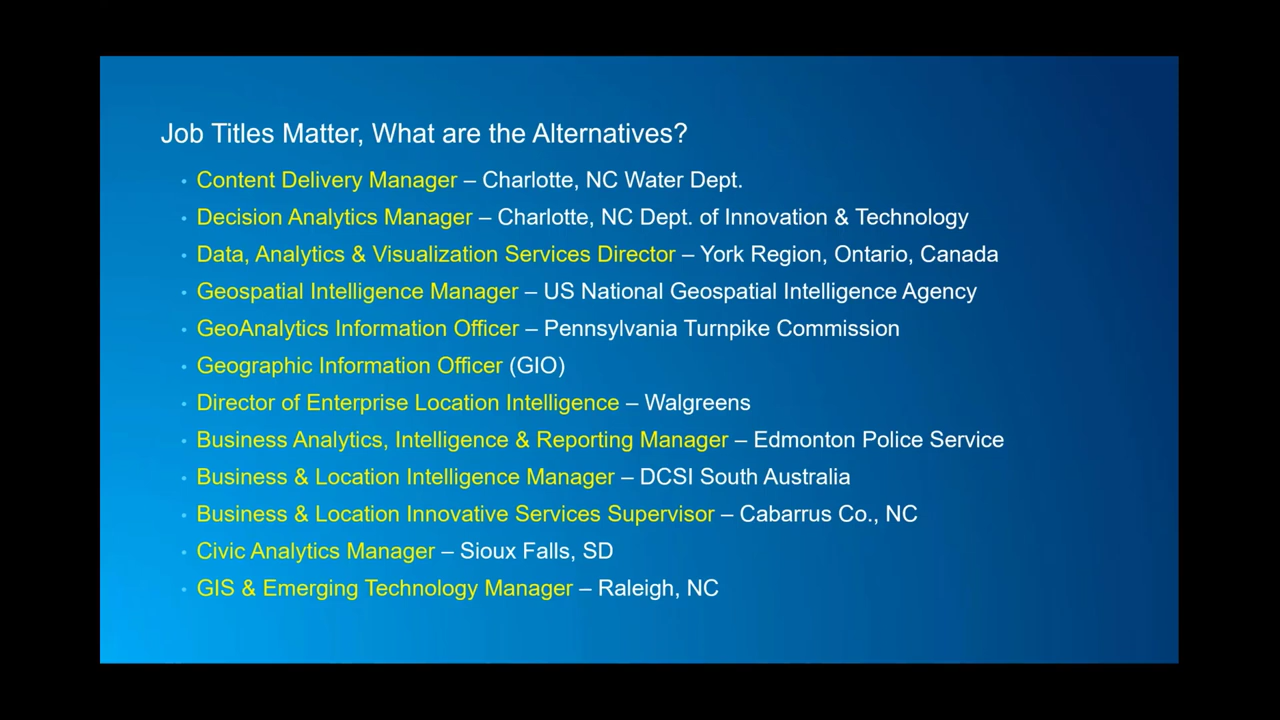 Job Titles Matter, What are the Alternatives?
• Content Delivery Manager – Charlotte, NC Water Dept.
• Decision Analytics Manager – Charlotte, NC Dept. of Innovation & Technology
• Data, Analytics & Visualization Services Director – York Region, Ontario, Canada
• Geospatial Intelligence Manager – US National Geospatial Intelligence Agency
• GeoAnalytics Information Officer – Pennsylvania Turnpike Commission
• Geographic Information Officer (GIO)
• Director of Enterprise Location Intelligence – Walgreens
• Business Analytics, Intelligence & Reporting Manager – Edmonton Police Service
• Business & Location Intelligence Manager – DCSI South Australia
• Business & Location Innovative Services Supervisor – Cabarrus Co., NC
• Civic Analytics Manager – Sioux Falls, SD
• GIS & Emerging Technology Manager – Raleigh, NC